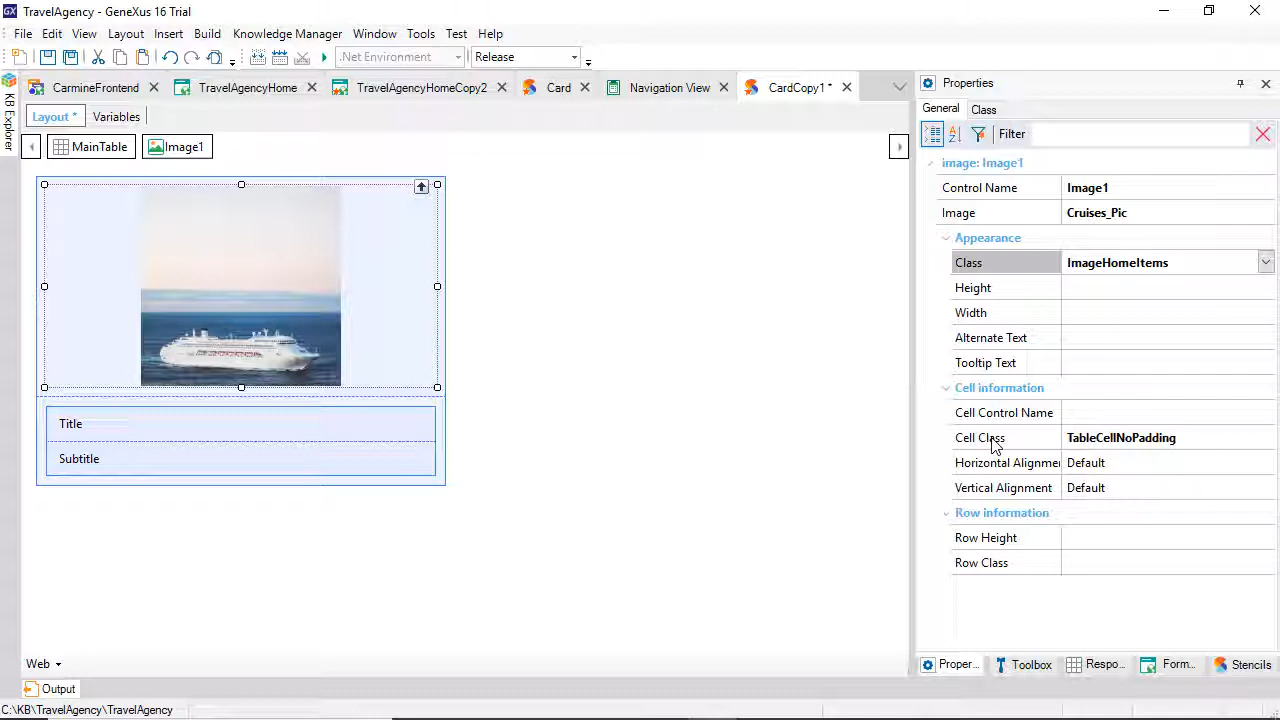 TravelAgency - GeneXus 16 Trial
File Edit View Layout Insert Build Knowledge Manager Window Tools Test Help
.Net Environment Release
CarmineFrontend TravelAgencyHome TravelAgencyHomeCopy2 Card Navigation View CardCopy1 *
Layout * Variables
MainTable Image1
KB Explorer
Title
Subtitle
Web
Output
C:\KB\TravelAgency\TravelAgency
Properties
General Class
Filter
image: Image1
Control Name Image1
Image Cruises_Pic
Appearance
Class ImageHomeItems
Height
Width
Alternate Text
Tooltip Text
Cell information
Cell Control Name
Cell Class TableCellNoPadding
Horizontal Alignme Default
Vertical Alignment Default
Row information
Row Height
Row Class
Proper... Toolbox Respo... Form... Stencils